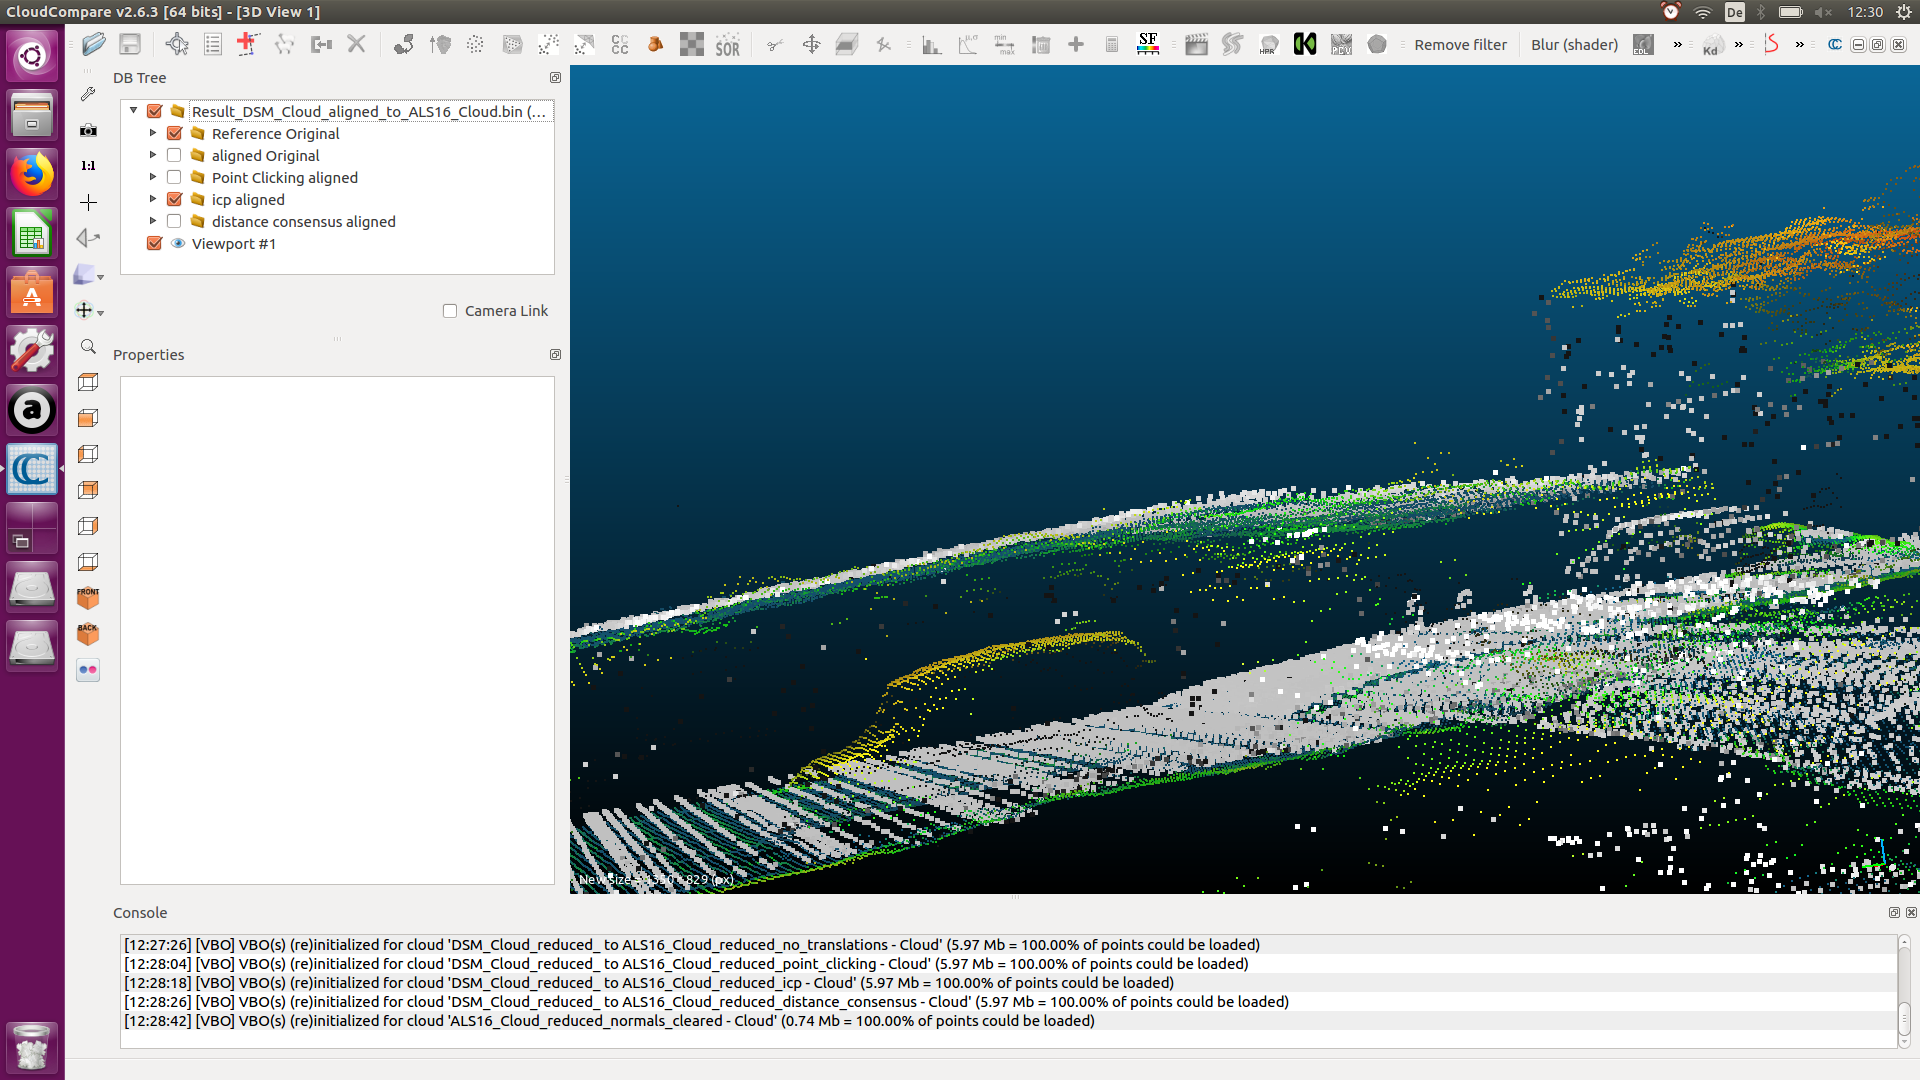 CloudCompare v2.6.3 [64 bits] - [3D View 1]
De
12:30
SF
SOR
min
max
HPR
PCV
Remove filter
Blur (shader)
EDL
»
Kd
»
»
DB Tree
Result_DSM_Cloud_aligned_to_ALS16_Cloud.bin (...
Reference Original
aligned Original
Point Clicking aligned
icp aligned
distance consensus aligned
Viewport #1
1:1
Camera Link
Properties
FRONT
BACK
New size = 1350 * 829 (px)
Console
[12:27:26] [VBO] VBO(s) (re)initialized for cloud 'DSM_Cloud_reduced_ to ALS16_Cloud_reduced_no_translations - Cloud' (5.97 Mb = 100.00% of points could be loaded)
[12:28:04] [VBO] VBO(s) (re)initialized for cloud 'DSM_Cloud_reduced_ to ALS16_Cloud_reduced_point_clicking - Cloud' (5.97 Mb = 100.00% of points could be loaded)
[12:28:18] [VBO] VBO(s) (re)initialized for cloud 'DSM_Cloud_reduced_ to ALS16_Cloud_reduced_icp - Cloud' (5.97 Mb = 100.00% of points could be loaded)
[12:28:26] [VBO] VBO(s) (re)initialized for cloud 'DSM_Cloud_reduced_ to ALS16_Cloud_reduced_distance_consensus - Cloud' (5.97 Mb = 100.00% of points could be loaded)
[12:28:42] [VBO] VBO(s) (re)initialized for cloud 'ALS16_Cloud_reduced_normals_cleared - Cloud' (0.74 Mb = 100.00% of points could be loaded)